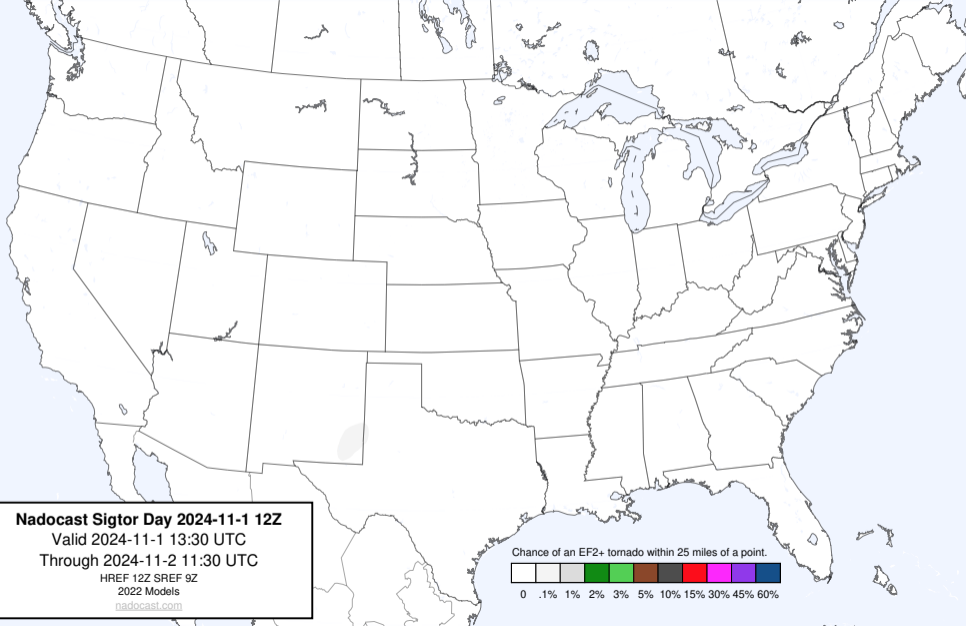 Nadocast Sigtor Day 2024-11-1 12Z
Valid 2024-11-1 13:30 UTC
Through 2024-11-2 11:30 UTC
HREF 12Z SREF 9Z
2022 Models
nadocast.com
Chance of an EF2+ tornado within 25 miles of a point.
0 .1% 1% 2% 3% 5% 10% 15% 30% 45% 60%